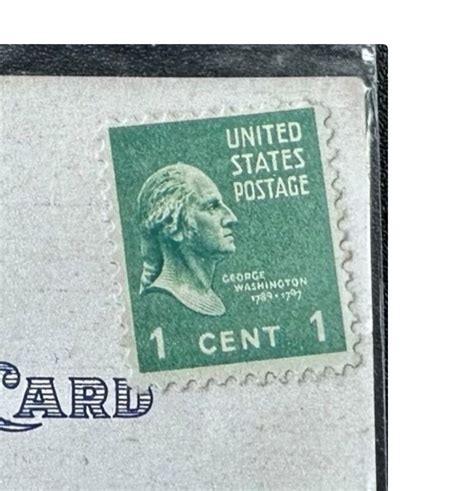 UNITED
STATES
POSTAGE
GEORGE
WASHINGTON
1789-1797
1 CENT 1
CARD